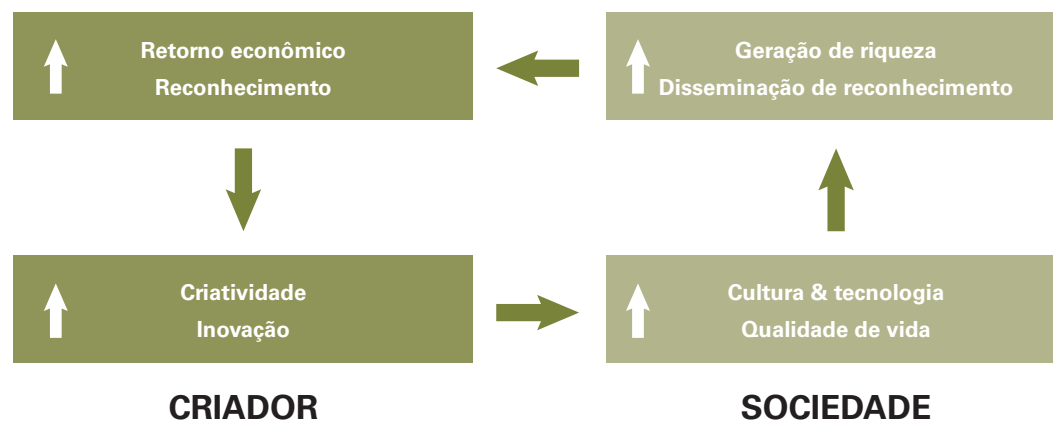 Retorno econômico
Reconhecimento
Geração de riqueza
Disseminação de reconhecimento
Criatividade
Inovação
Cultura & tecnologia
Qualidade de vida
CRIADOR
SOCIEDADE